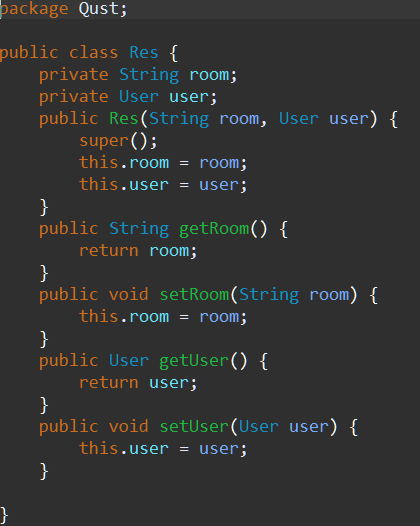 package Qust;

public class Res {
    private String room;
    private User user;
    public Res(String room, User user) {
        super();
        this.room = room;
        this.user = user;
    }
    public String getRoom() {
        return room;
    }
    public void setRoom(String room) {
        this.room = room;
    }
    public User getUser() {
        return user;
    }
    public void setUser(User user) {
        this.user = user;
    }

}